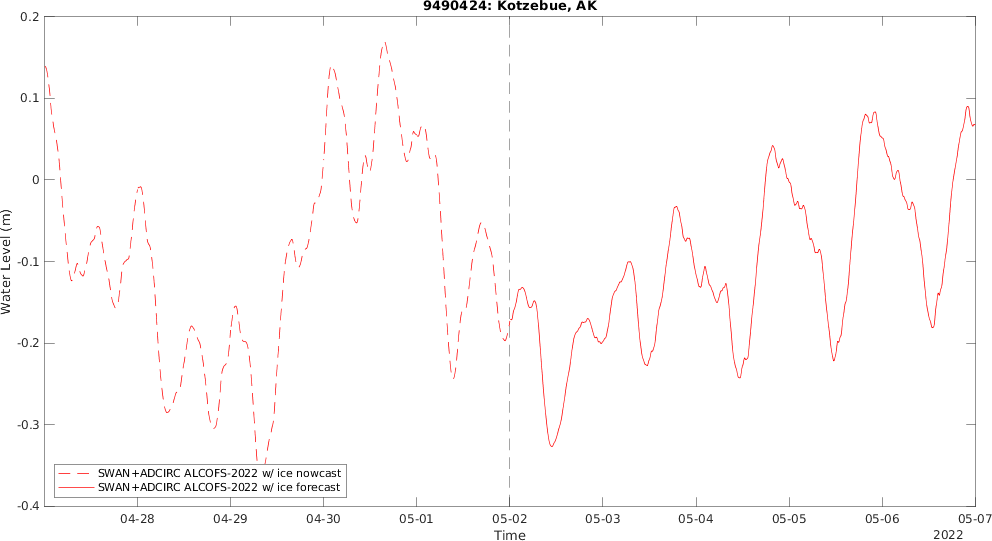 9490424: Kotzebue, AK
0.2
0.1
0
-0.1
-0.2
-0.3
-0.4
Water Level (m)
SWAN+ADCIRC ALCOFS-2022 w/ ice nowcast
SWAN+ADCIRC ALCOFS-2022 w/ ice forecast
04-28 04-29 04-30 05-01 05-02 05-03 05-04 05-05 05-06 05-07
Time
2022